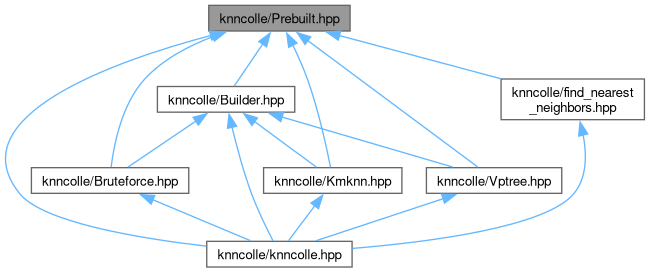 knncolle/Prebuilt.hpp
knncolle/Builder.hpp
knncolle/find_nearest
_neighbors.hpp
knncolle/Bruteforce.hpp
knncolle/Kmknn.hpp
knncolle/Vptree.hpp
knncolle/knncolle.hpp